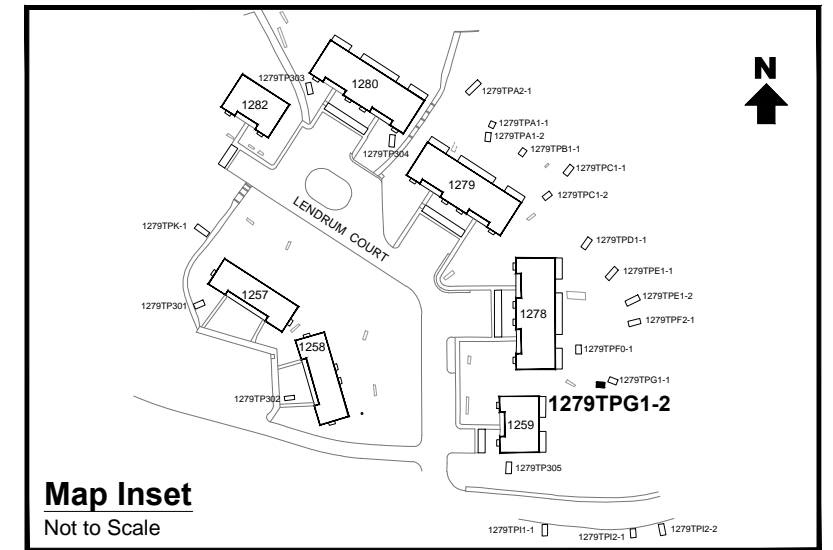 1279TP303
1280
1282
1279TPA2-1
N
1279TPA1-1
1279TPA1-2
1279TP304
1279TPB1-1
1279
1279TPC1-1
1279TPC1-2
LENDRUM COURT
1279TPK-1
1279TPD1-1
1279TPE1-1
1257
1279TPE1-2
1279TP301
1278
1279TPF2-1
1258
1279TPF0-1
1279TPG1-1
1279TP302
1279TPG1-2
1259
1279TP305
Map Inset
Not to Scale
1279TPI1-1
1279TPI2-1
1279TPI2-2